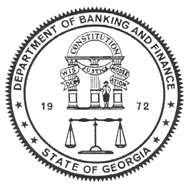 DEPARTMENT OF BANKING AND FINANCE
CONSTITUTION
19 72
STATE OF GEORGIA